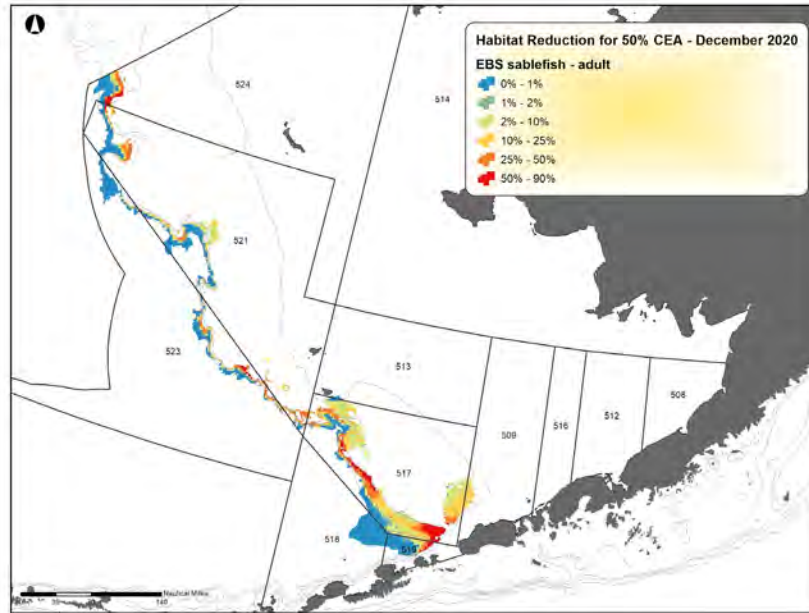 Habitat Reduction for 50% CEA - December 2020
EBS sablefish - adult
0% - 1%
1% - 2%
2% - 10%
10% - 25%
25% - 50%
50% - 90%
524
514
521
523
513
509
516
512
508
517
518
519
Nautical Miles
140